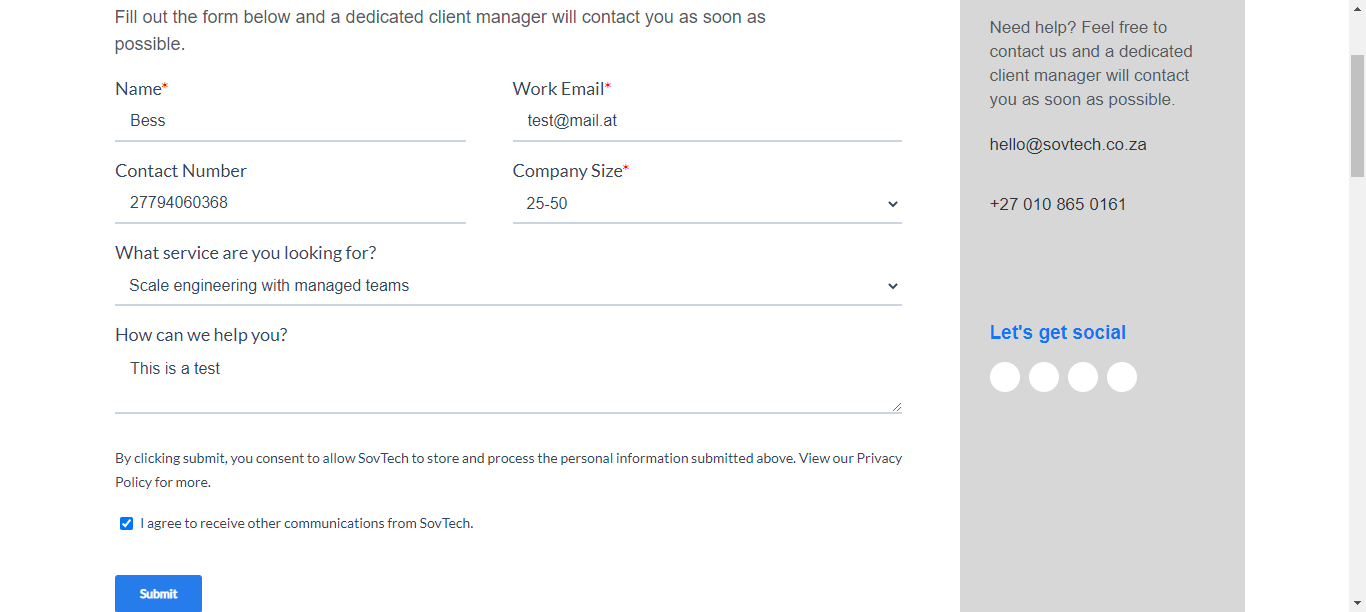 Fill out the form below and a dedicated client manager will contact you as soon as
possible.
Name*
Work Email*
Bess
test@mail.at
Contact Number
Company Size*
27794060368
25-50
What service are you looking for?
Scale engineering with managed teams
How can we help you?
This is a test
By clicking submit, you consent to allow SovTech to store and process the personal information submitted above. View our Privacy
Policy for more.
I agree to receive other communications from SovTech.
Submit
Need help? Feel free to
contact us and a dedicated
client manager will contact
you as soon as possible.
hello@sovtech.co.za
+27 010 865 0161
Let's get social